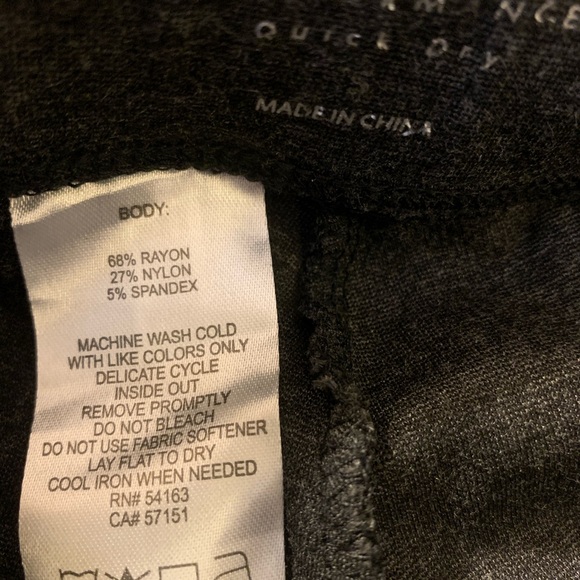 QUICK DRY
S
MADE IN CHINA
BODY:
68% RAYON
27% NYLON
5% SPANDEX
MACHINE WASH COLD
WITH LIKE COLORS ONLY
DELICATE CYCLE
INSIDE OUT
REMOVE PROMPTLY
DO NOT BLEACH
DO NOT USE FABRIC SOFTENER
LAY FLAT TO DRY
COOL IRON WHEN NEEDED
RN# 54163
CA# 57151